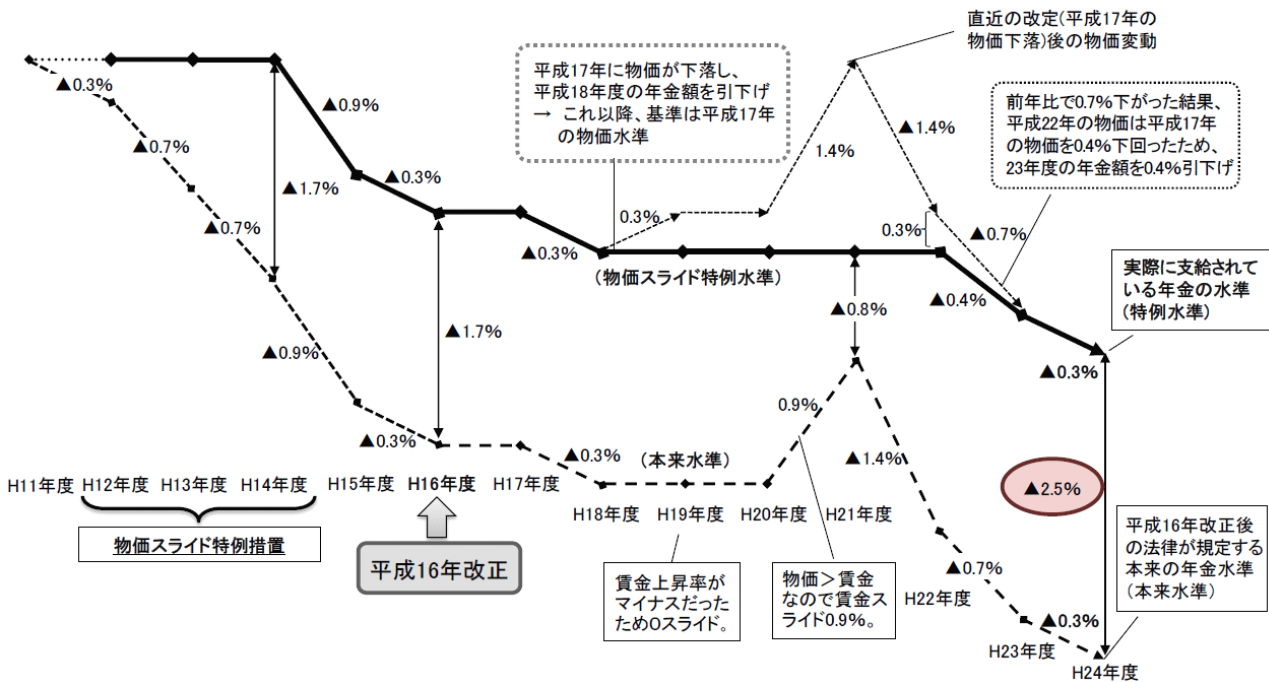 直近の改定(平成17年の
物価下落)後の物価変動
平成17年に物価が下落し、
平成18年度の年金額を引下げ
→ これ以降、基準は平成17年
の物価水準
前年比で0.7%下がった結果、
平成22年の物価は平成17年
の物価を0.4%下回ったため、
23年度の年金額を0.4%引下げ
▲0.3%
▲0.7%
▲0.7%
▲0.9%
▲0.3%
▲1.7%
▲0.9%
▲0.3%
▲1.7%
▲0.3%
0.3%
1.4%
▲1.4%
0.3%
▲0.7%
(物価スライド特例水準)
▲0.4%
▲0.8%
実際に支給されて
いる年金の水準
(特例水準)
▲0.3%
▲0.3%
(本来水準)
0.9%
▲1.4%
▲0.7%
▲0.3%
▲2.5%
H11年度
H12年度
H13年度
H14年度
H15年度
H16年度
H17年度
H18年度
H19年度
H20年度
H21年度
H22年度
H23年度
H24年度
物価スライド特例措置
平成16年改正
賃金上昇率が
マイナスだった
ため0スライド。
物価>賃金
なので賃金ス
ライド0.9%。
平成16年改正後
の法律が規定する
本来の年金水準
(本来水準)